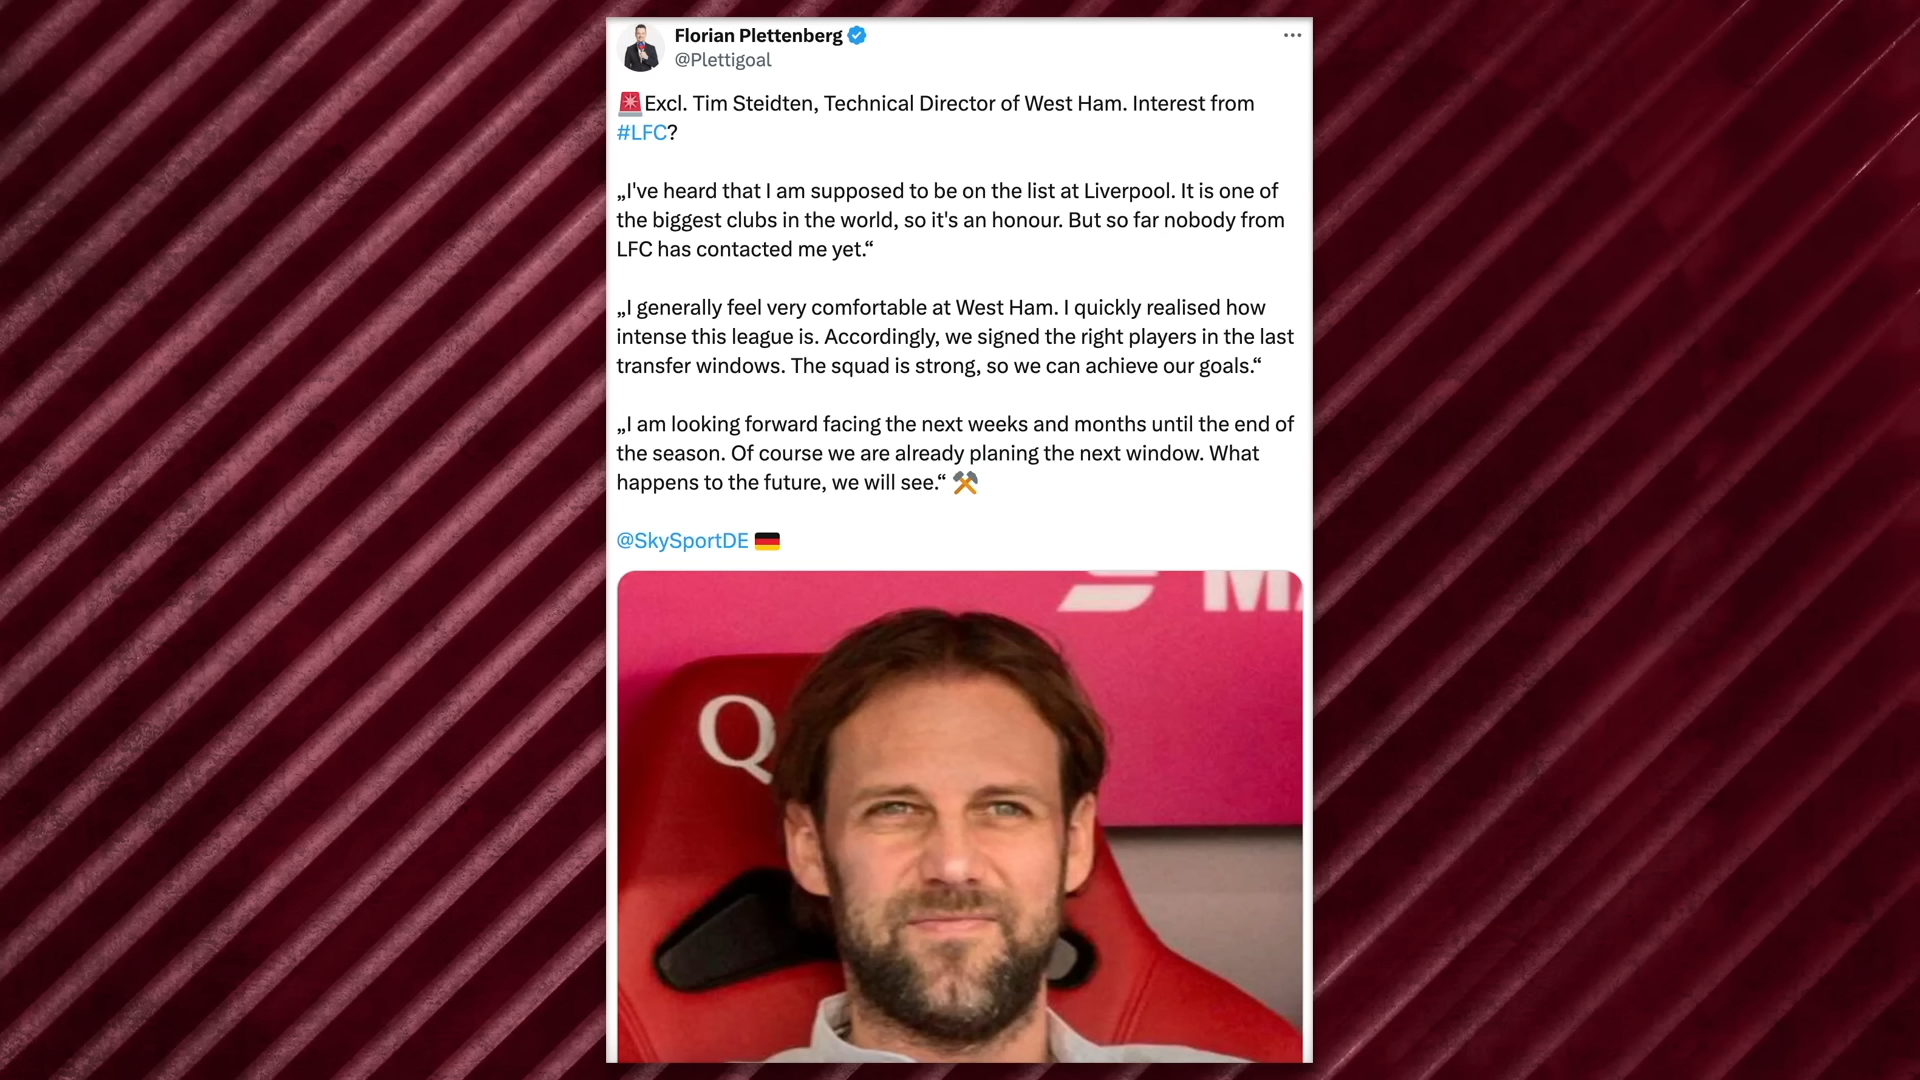 Florian Plettenberg
@Plettigoal
🚨Excl. Tim Steidten, Technical Director of West Ham. Interest from
#LFC?
„I've heard that I am supposed to be on the list at Liverpool. It is one of
the biggest clubs in the world, so it's an honour. But so far nobody from
LFC has contacted me yet.“
„I generally feel very comfortable at West Ham. I quickly realised how
intense this league is. Accordingly, we signed the right players in the last
transfer windows. The squad is strong, so we can achieve our goals.“
„I am looking forward facing the next weeks and months until the end of
the season. Of course we are already planing the next window. What
happens to the future, we will see.“ ⚒️
@SkySportDE 🇩🇪
MA
Q